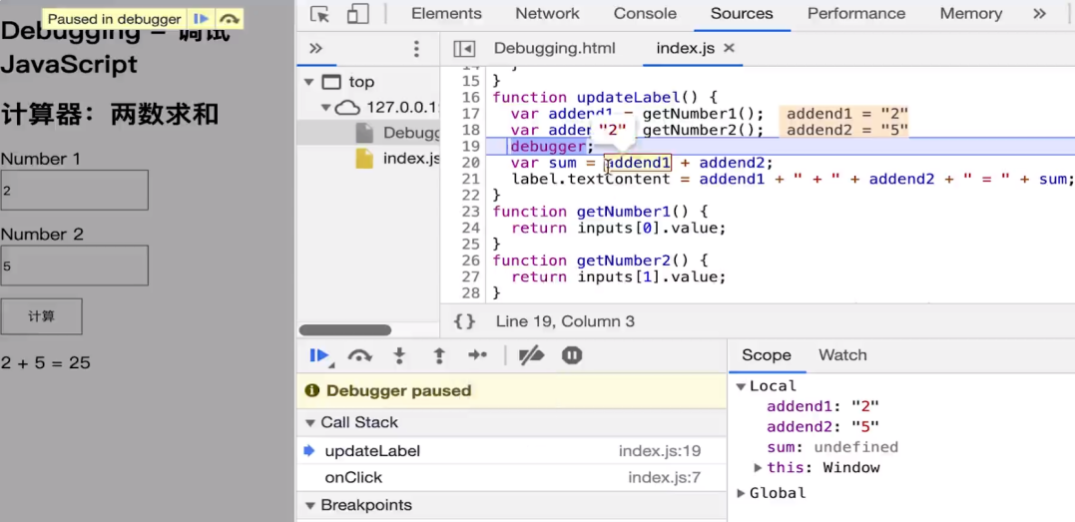 Paused in debugger
Debugging - 调试
JavaScript
计算器：两数求和
Number 1
2
Number 2
5
计算
2 + 5 = 25
Elements Network Console Sources Performance Memory »
» Debugging.html index.js ×
top
127.0.0.1:
Debugg
index.js
15 }
16 function updateLabel() {
17 var addend1 = getNumber1(); addend1 = "2"
18 var adden getNumber2(); addend2 = "5"
"2"
19 debugger;
20 var sum = addend1 + addend2;
21 label.textContent = addend1 + " + " + addend2 + " = " + sum;
22 }
23 function getNumber1() {
24 return inputs[0].value;
25 }
26 function getNumber2() {
27 return inputs[1].value;
28 }
{} Line 19, Column 3
Debugger paused
Call Stack
updateLabel index.js:19
onClick index.js:7
Breakpoints
Scope Watch
Local
addend1: "2"
addend2: "5"
sum: undefined
this: Window
Global